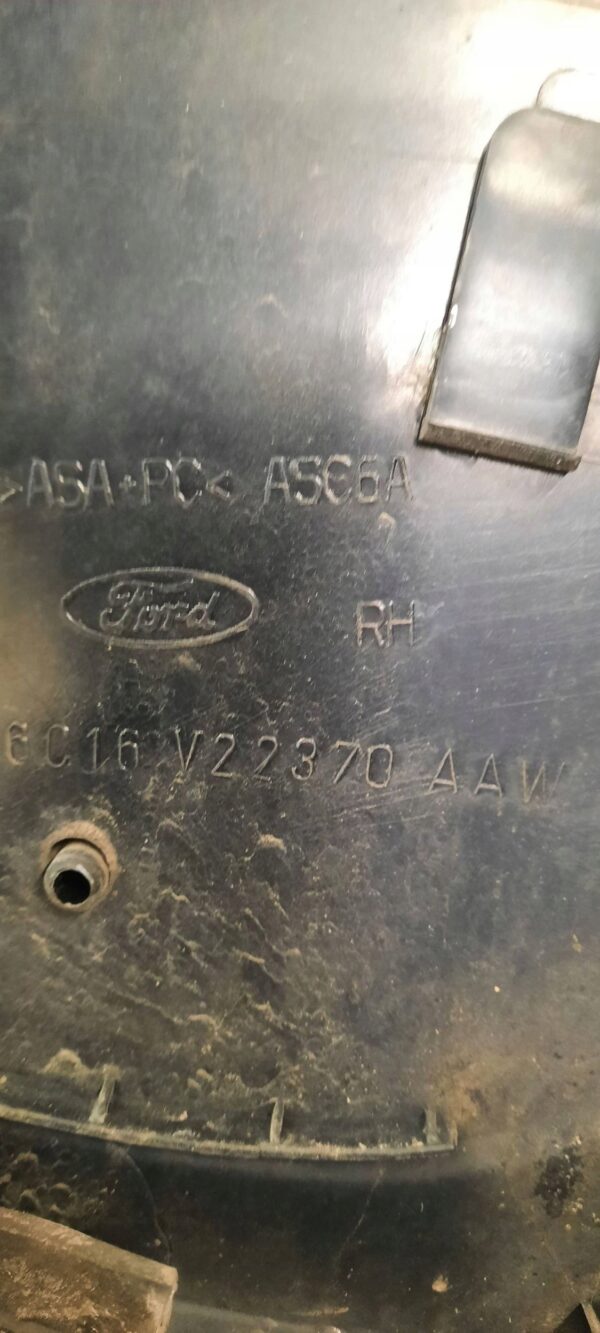 >ASA+PC< ASC6A
Ford RH
6C16 V22370 AAW